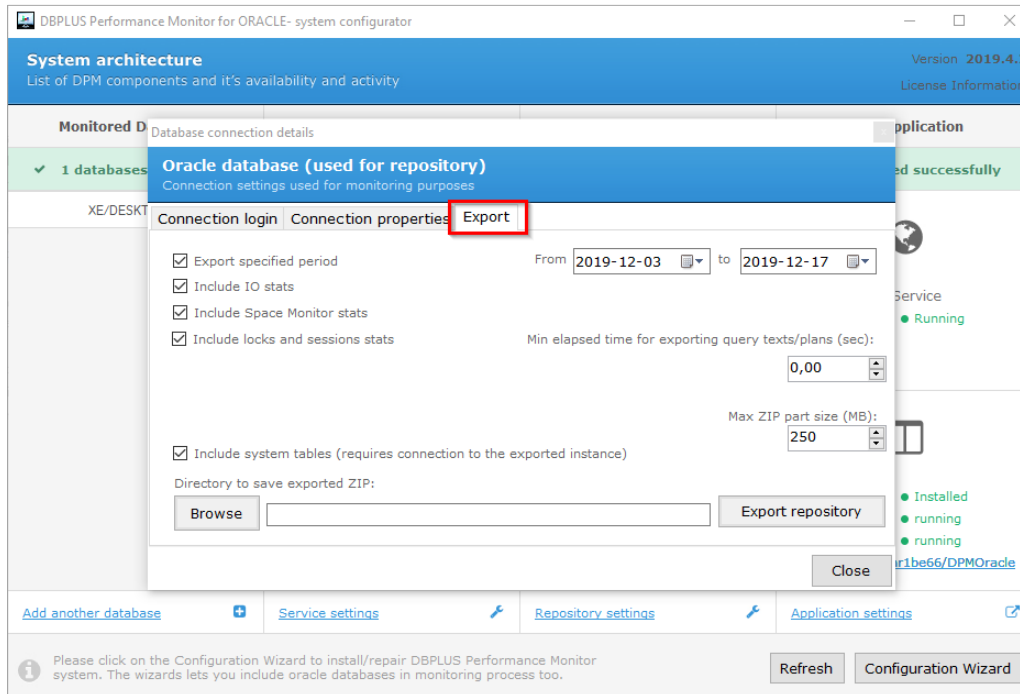 DBPLUS Performance Monitor for ORACLE- system configurator
System architecture
List of DPM components and it's availability and activity
Version 2019.4.
License Information
Monitored D
pplication
1 databases
ed successfully
XE/DESKT
Service
Running
Installed
running
running
ar1be66/DPMOracle
Database connection details
Oracle database (used for repository)
Connection settings used for monitoring purposes
Connection login Connection properties Export
Export specified period From 2019-12-03 to 2019-12-17
Include IO stats
Include Space Monitor stats
Include locks and sessions stats Min elapsed time for exporting query texts/plans (sec):
0,00
Max ZIP part size (MB):
250
Include system tables (requires connection to the exported instance)
Directory to save exported ZIP:
Browse Export repository
Close
Add another database Service settings Repository settings Application settings
Please click on the Configuration Wizard to install/repair DBPLUS Performance Monitor
system. The wizards lets you include oracle databases in monitoring process too.
Refresh Configuration Wizard